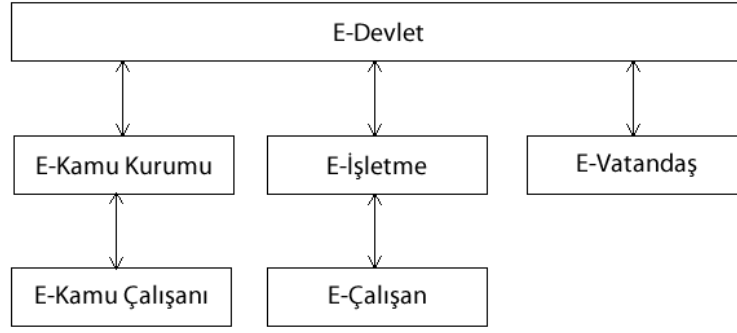 E-Devlet
E-Kamu Kurumu
E-İşletme
E-Vatandaş
E-Kamu Çalışanı
E-Çalışan